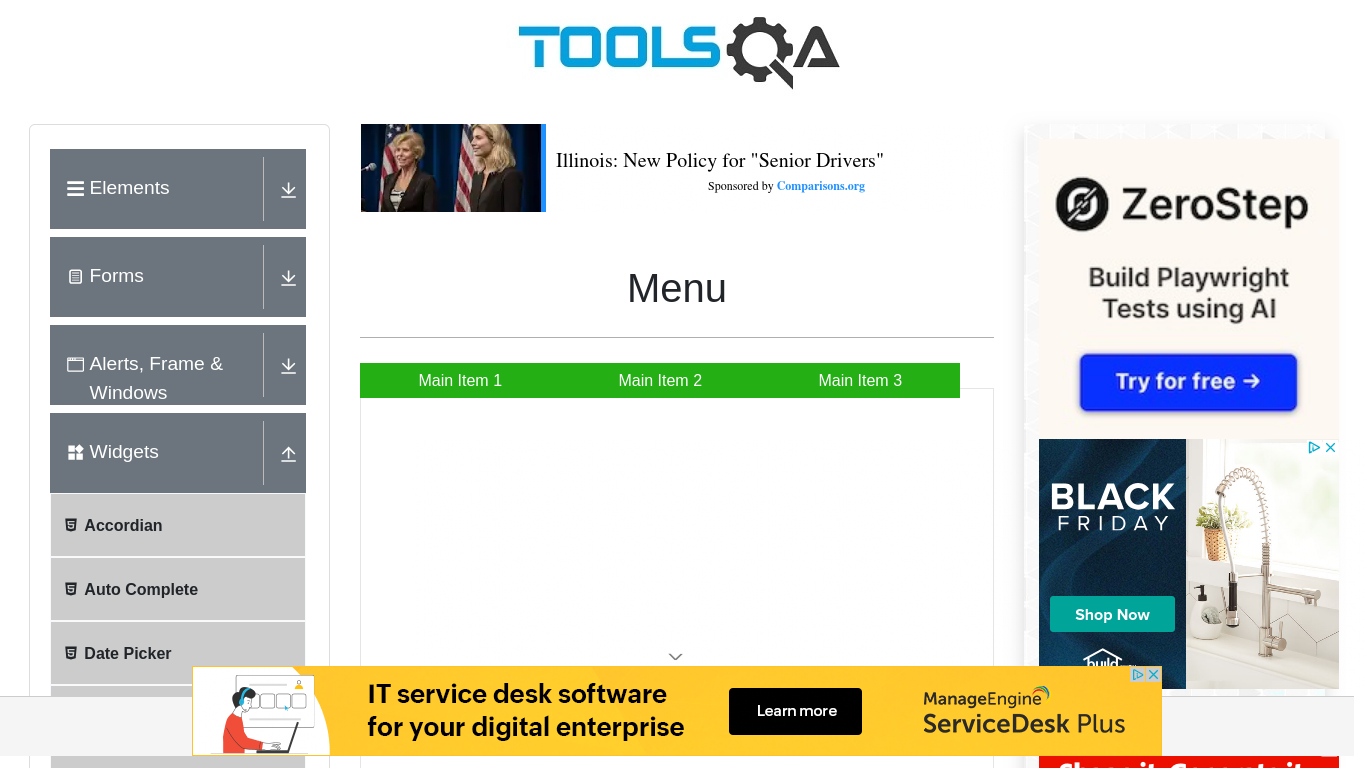 TOOLSQA
Elements
Forms
Alerts, Frame &
Windows
Widgets
Accordian
Auto Complete
Date Picker
Illinois: New Policy for "Senior Drivers"
Sponsored by Comparisons.org
Menu
Main Item 1
Main Item 2
Main Item 3
ZeroStep
Build Playwright
Tests using AI
Try for free →
BLACK
FRIDAY
Shop Now
build
IT service desk software
for your digital enterprise
Learn more
ManageEngine
ServiceDesk Plus